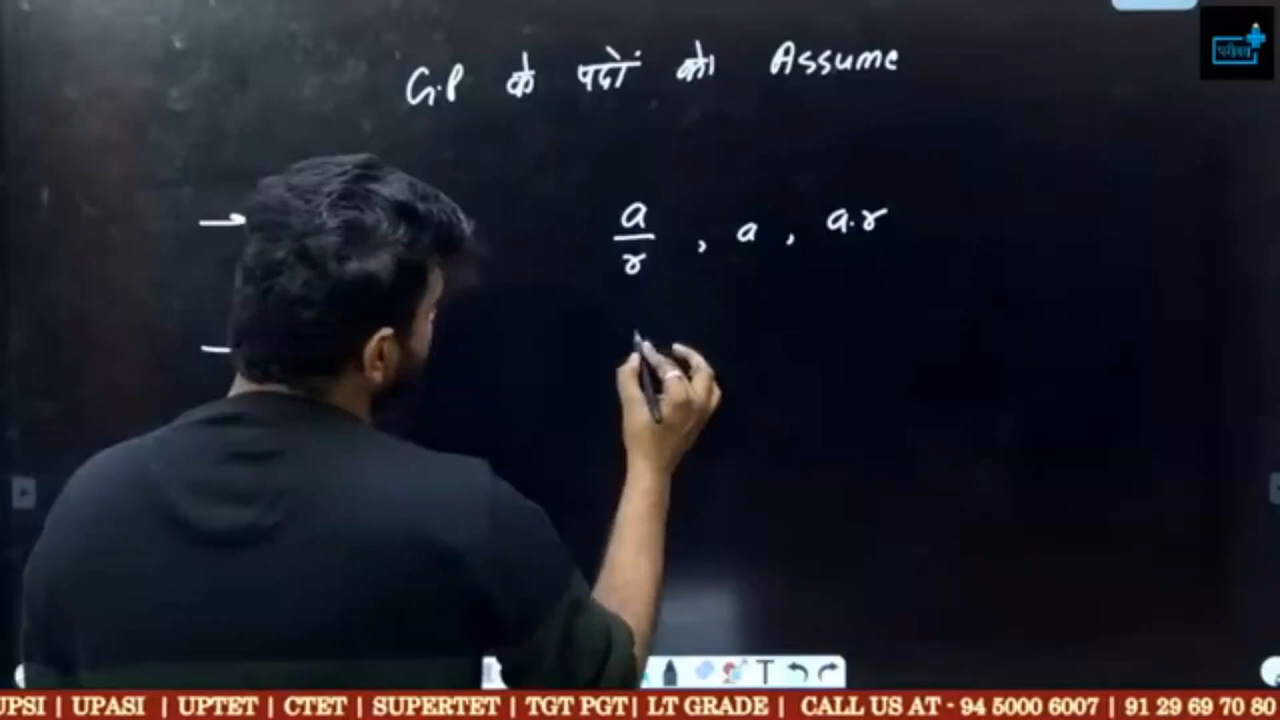 G.P के पदों को Assume
परीक्षा
a/r , a , a.r
T
UPSI | UPASI | UPTET | CTET | SUPERTET | TGT PGT| LT GRADE | CALL US AT - 94 5000 6007 | 91 29 69 70 80